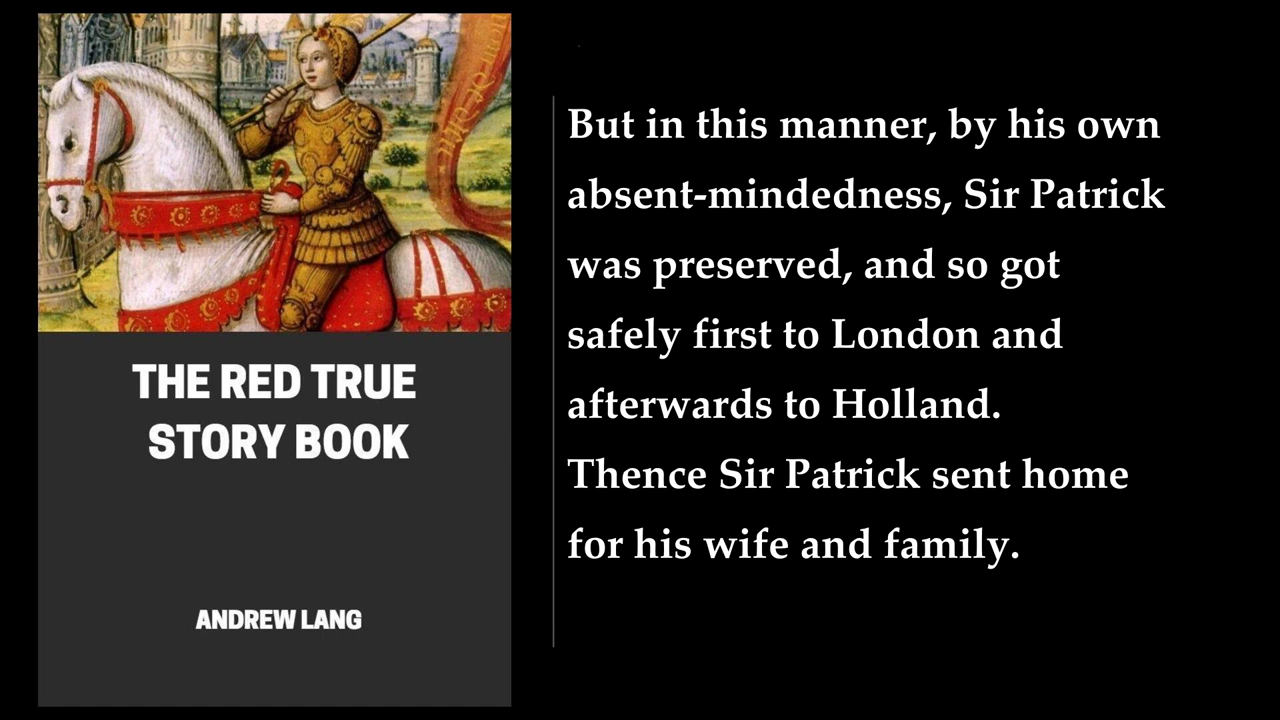 THE RED TRUE
STORY BOOK
ANDREW LANG
But in this manner, by his own
absent-mindedness, Sir Patrick
was preserved, and so got
safely first to London and
afterwards to Holland.
Thence Sir Patrick sent home
for his wife and family.